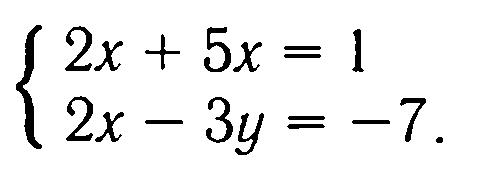 2x + 5x = 1
2x − 3y = −7.